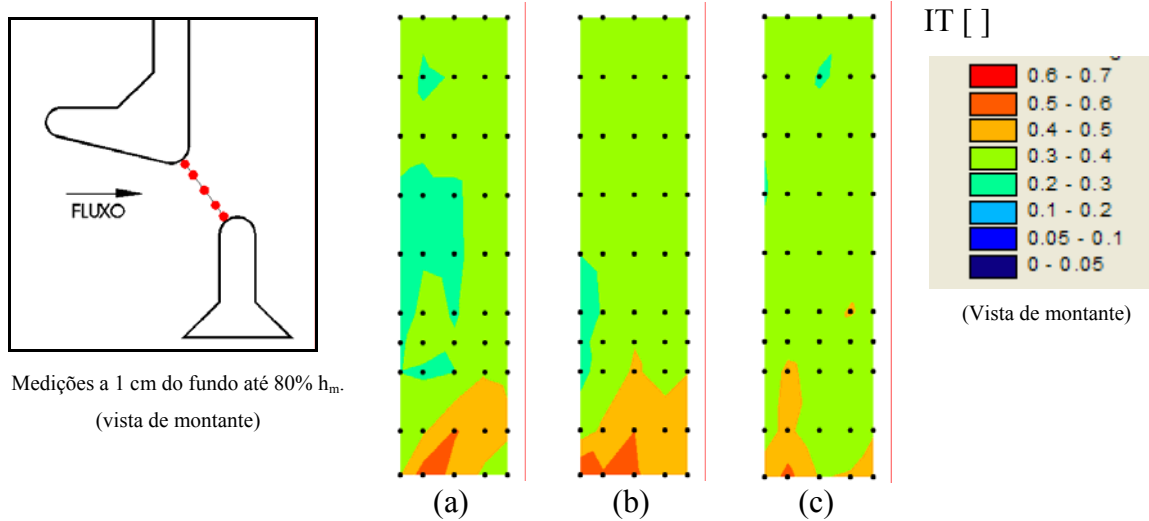 FLUXO
Medições a 1 cm do fundo até 80% hm.
(vista de montante)
(a)
(b)
(c)
IT [ ]
0.6 - 0.7
0.5 - 0.6
0.4 - 0.5
0.3 - 0.4
0.2 - 0.3
0.1 - 0.2
0.05 - 0.1
0 - 0.05
(Vista de montante)